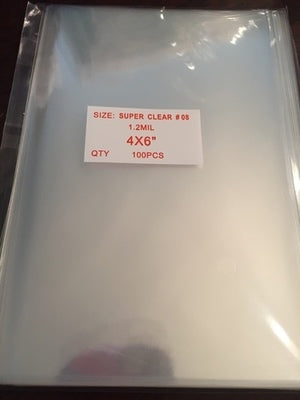 SIZE: SUPER CLEAR #08
1.2MIL
4X6"
QTY 100PCS